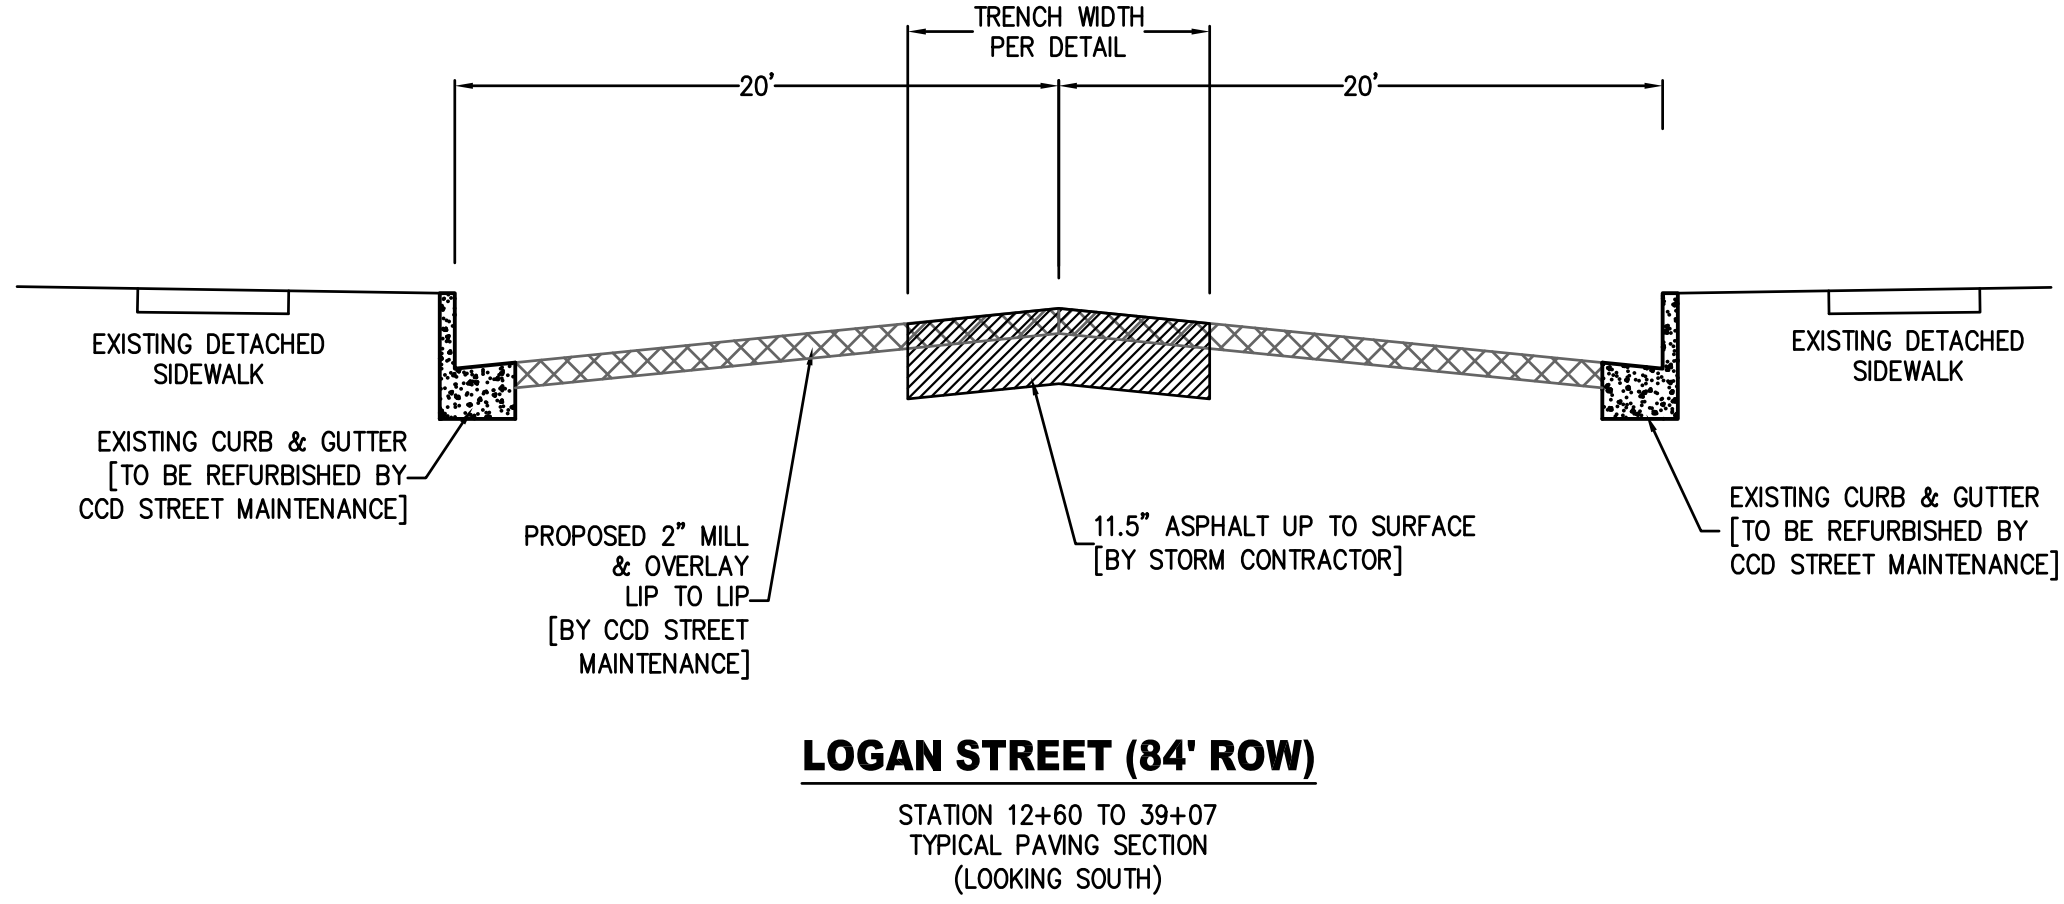 TRENCH WIDTH
PER DETAIL
20'
20'
EXISTING DETACHED
SIDEWALK
EXISTING DETACHED
SIDEWALK
EXISTING CURB & GUTTER
[TO BE REFURBISHED BY
CCD STREET MAINTENANCE]
PROPOSED 2" MILL
& OVERLAY
LIP TO LIP
[BY CCD STREET
MAINTENANCE]
11.5" ASPHALT UP TO SURFACE
[BY STORM CONTRACTOR]
EXISTING CURB & GUTTER
[TO BE REFURBISHED BY
CCD STREET MAINTENANCE]
LOGAN STREET (84' ROW)
STATION 12+60 TO 39+07
TYPICAL PAVING SECTION
(LOOKING SOUTH)